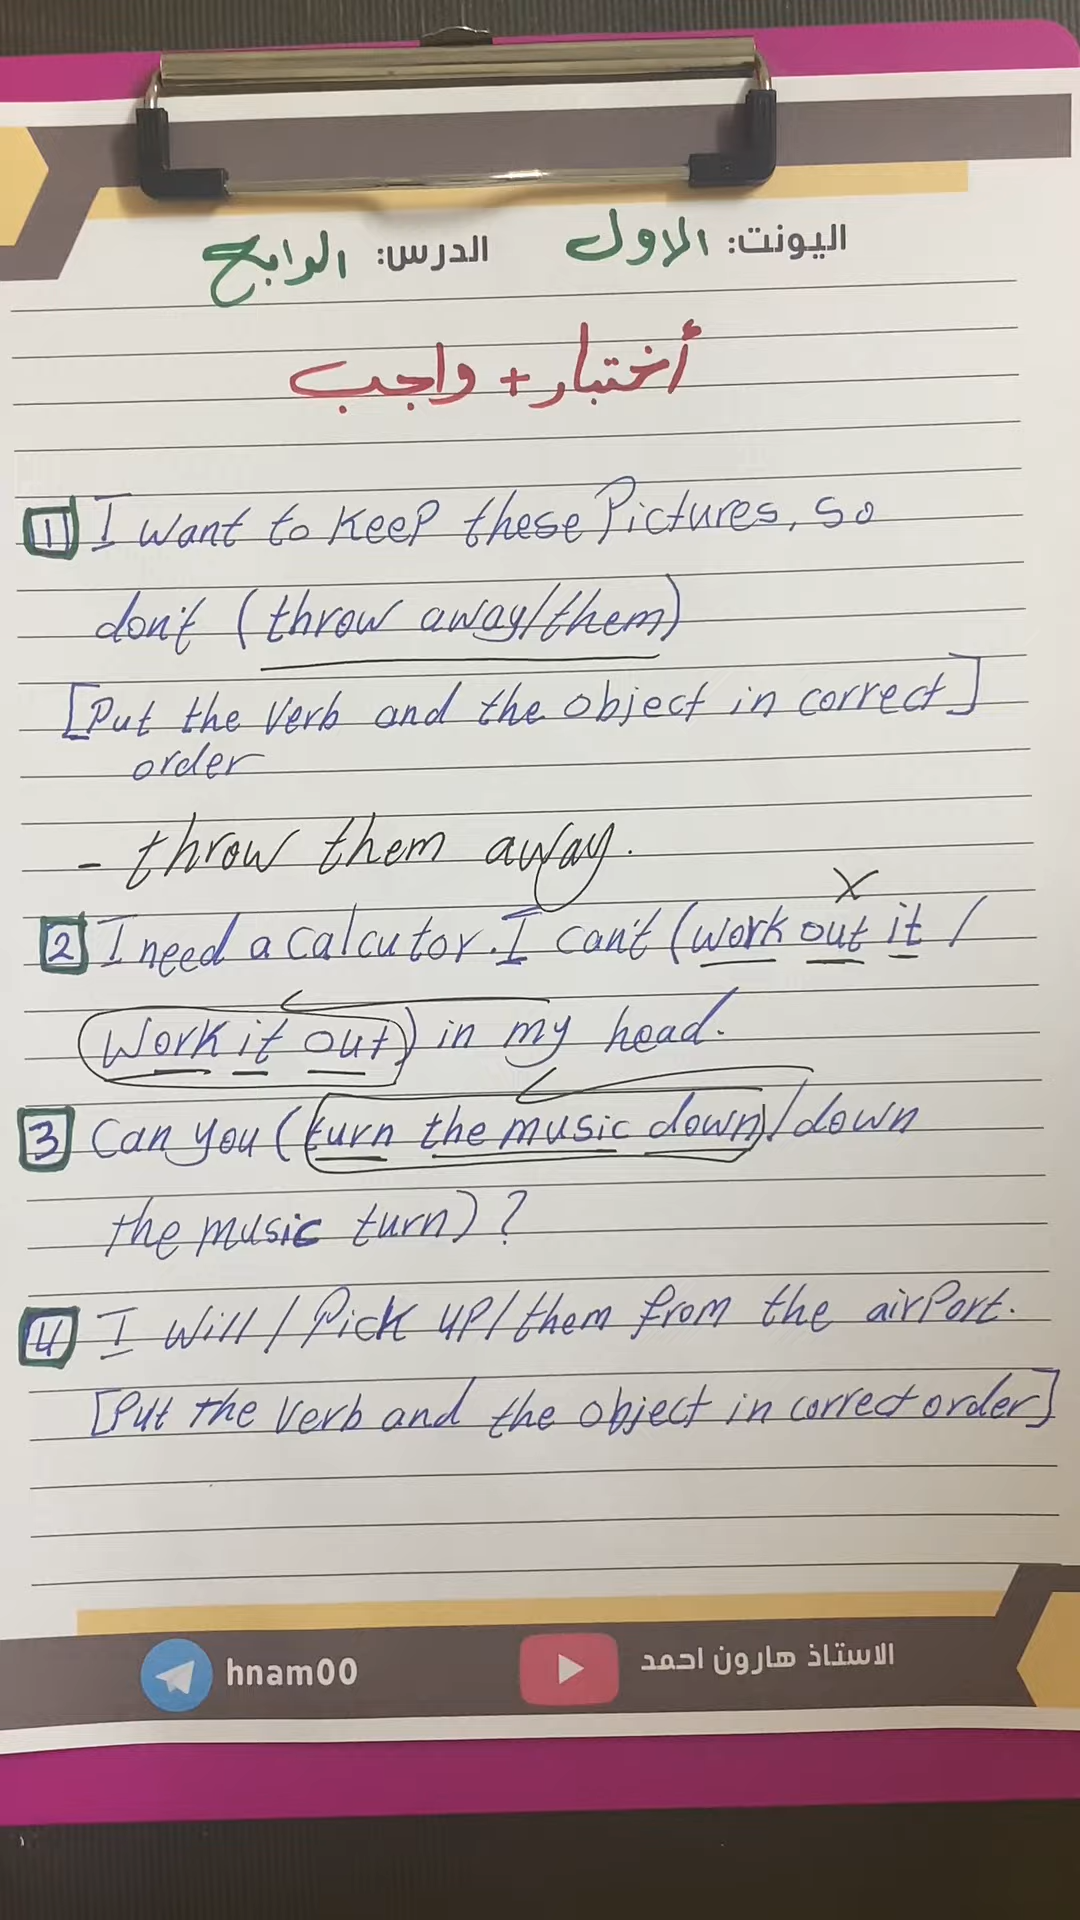 اليونت: الاول الدرس: الرابع
أختبار + واجب
1 I want to keep these Pictures, so
don't (throw away/them)
[Put the verb and the object in correct]
order
- throw them away.
X
2 I need a calcutor. I can't (work out it /
work it out) in my head.
3 Can you (turn the music down)/down
the music turn)?
4 I will / Pick up / them from the airport.
[Put the verb and the object in correct order]
hnam00 الاستاذ هارون احمد